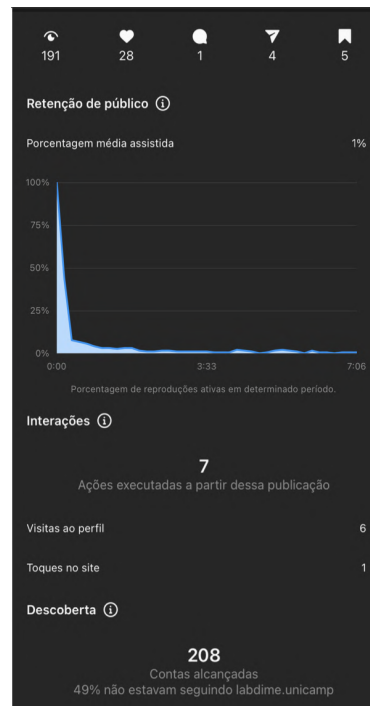 191 28 1 4 5
Retenção de público
Porcentagem média assistida 1%
100%
75%
50%
25%
0%
0:00 3:33 7:06
Porcentagem de reproduções ativas em determinado período.
Interações
7
Ações executadas a partir dessa publicação
Visitas ao perfil 6
Toques no site 1
Descoberta
208
Contas alcançadas
49% não estavam seguindo labdime.unicamp